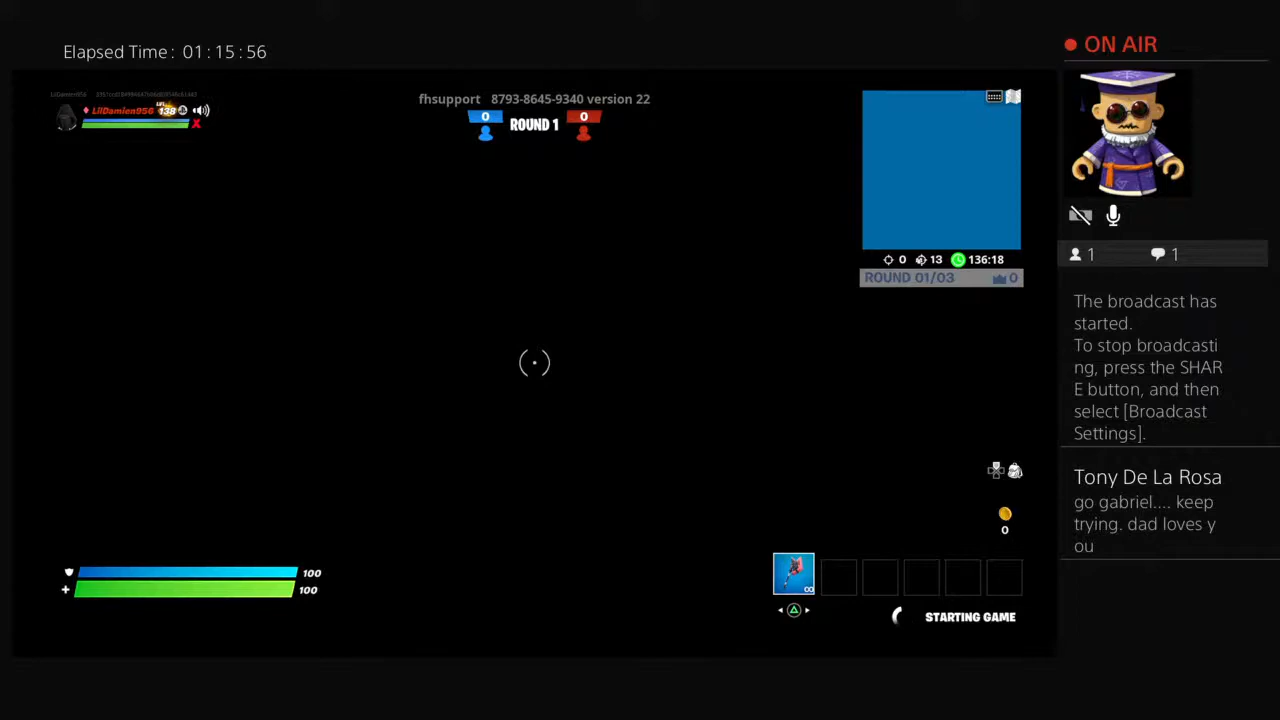 Elapsed Time: 01:15:56
ON AIR
LilDamien956
LilDamien956
LVL
138
fhsupport 8793-8645-9340 version 22
0
ROUND 1
0
0
13
136:18
ROUND 01/03
0
1
1
The broadcast has
started.
To stop broadcasti
ng, press the SHAR
E button, and then
select [Broadcast
Settings].
Tony De La Rosa
go gabriel.... keep
trying. dad loves y
ou
0
100
100
∞
STARTING GAME